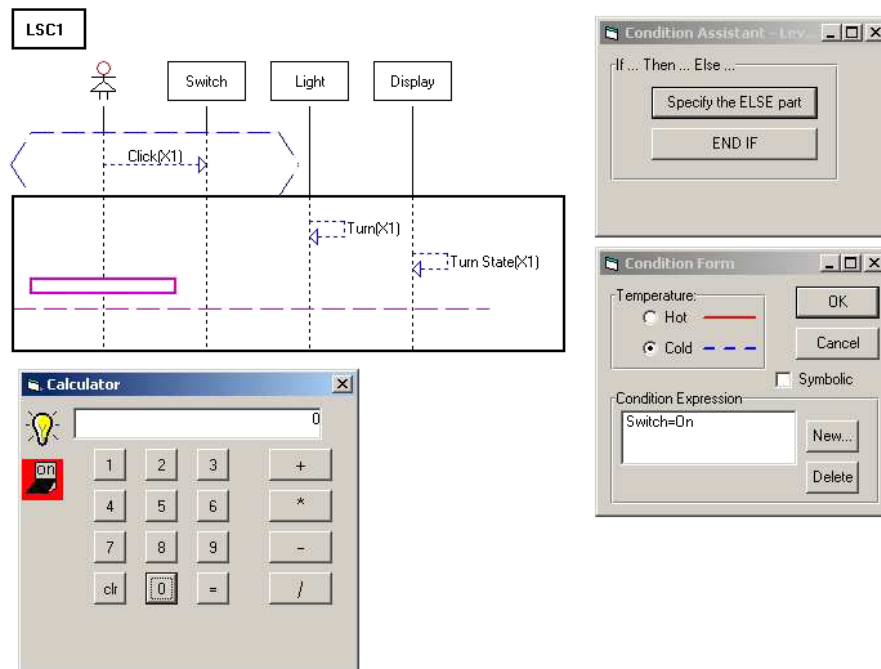 LSC1
Switch
Light
Display
Click(X1)
Turn(X1)
Turn State(X1)
Calculator
0
on
1 2 3 +
4 5 6 *
7 8 9 -
clr 0 = /
Condition Assistant - Lev...
If ... Then ... Else ...
Specify the ELSE part
END IF
Condition Form
Temperature:
Hot
Cold
OK
Cancel
Symbolic
Condition Expression
Switch=On
New...
Delete